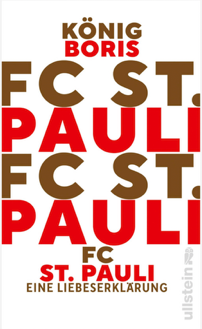 KÖNIG
BORIS
FC ST.
PAULI
FC ST.
PAULI
FC
ST. PAULI
EINE LIEBESERKLÄRUNG
ullstein